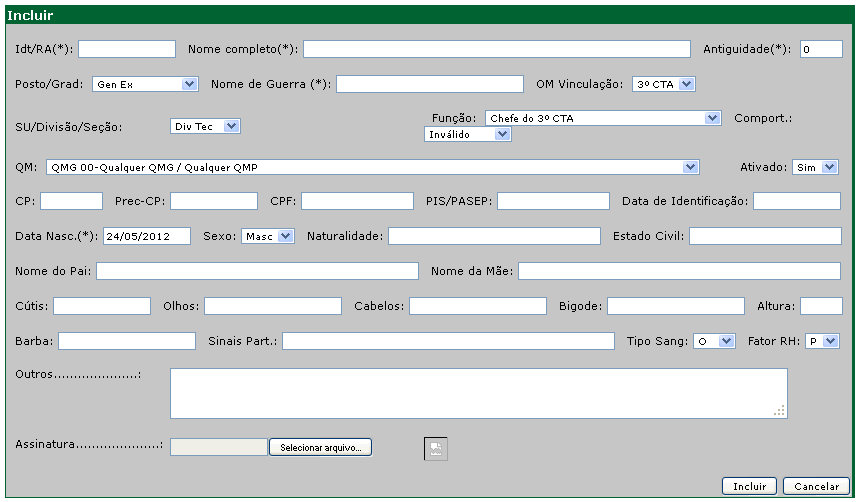 Incluir
Idt/RA(*): Nome completo(*): Antiguidade(*): 0
Posto/Grad: Gen Ex Nome de Guerra (*): OM Vinculação: 3º CTA
SU/Divisão/Seção: Div Tec Função: Chefe do 3º CTA Comport.:
Inválido
QM: QMG 00-Qualquer QMG / Qualquer QMP Ativado: Sim
CP: Prec-CP: CPF: PIS/PASEP: Data de Identificação:
Data Nasc.(*): 24/05/2012 Sexo: Masc Naturalidade: Estado Civil:
Nome do Pai: Nome da Mãe:
Cútis: Olhos: Cabelos: Bigode: Altura:
Barba: Sinais Part.: Tipo Sang: O Fator RH: P
Outros.....................:
Assinatura.....................: Selecionar arquivo...
Incluir Cancelar